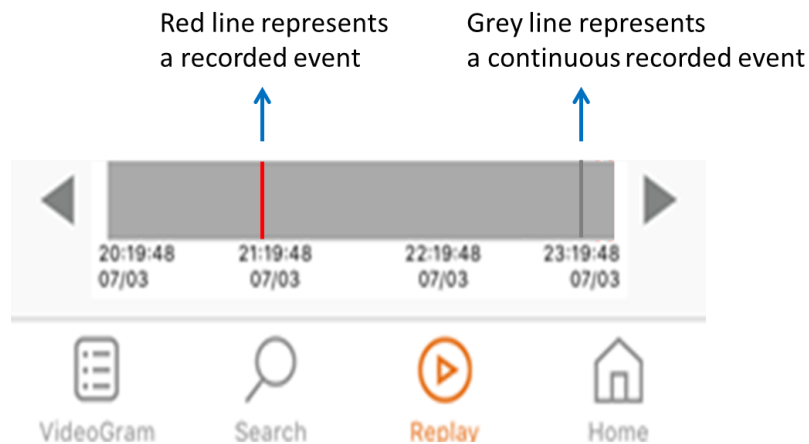 Red line represents
a recorded event
Grey line represents
a continuous recorded event
20:19:48 21:19:48 22:19:48 23:19:48
07/03 07/03 07/03 07/03
VideoGram Search Replay Home